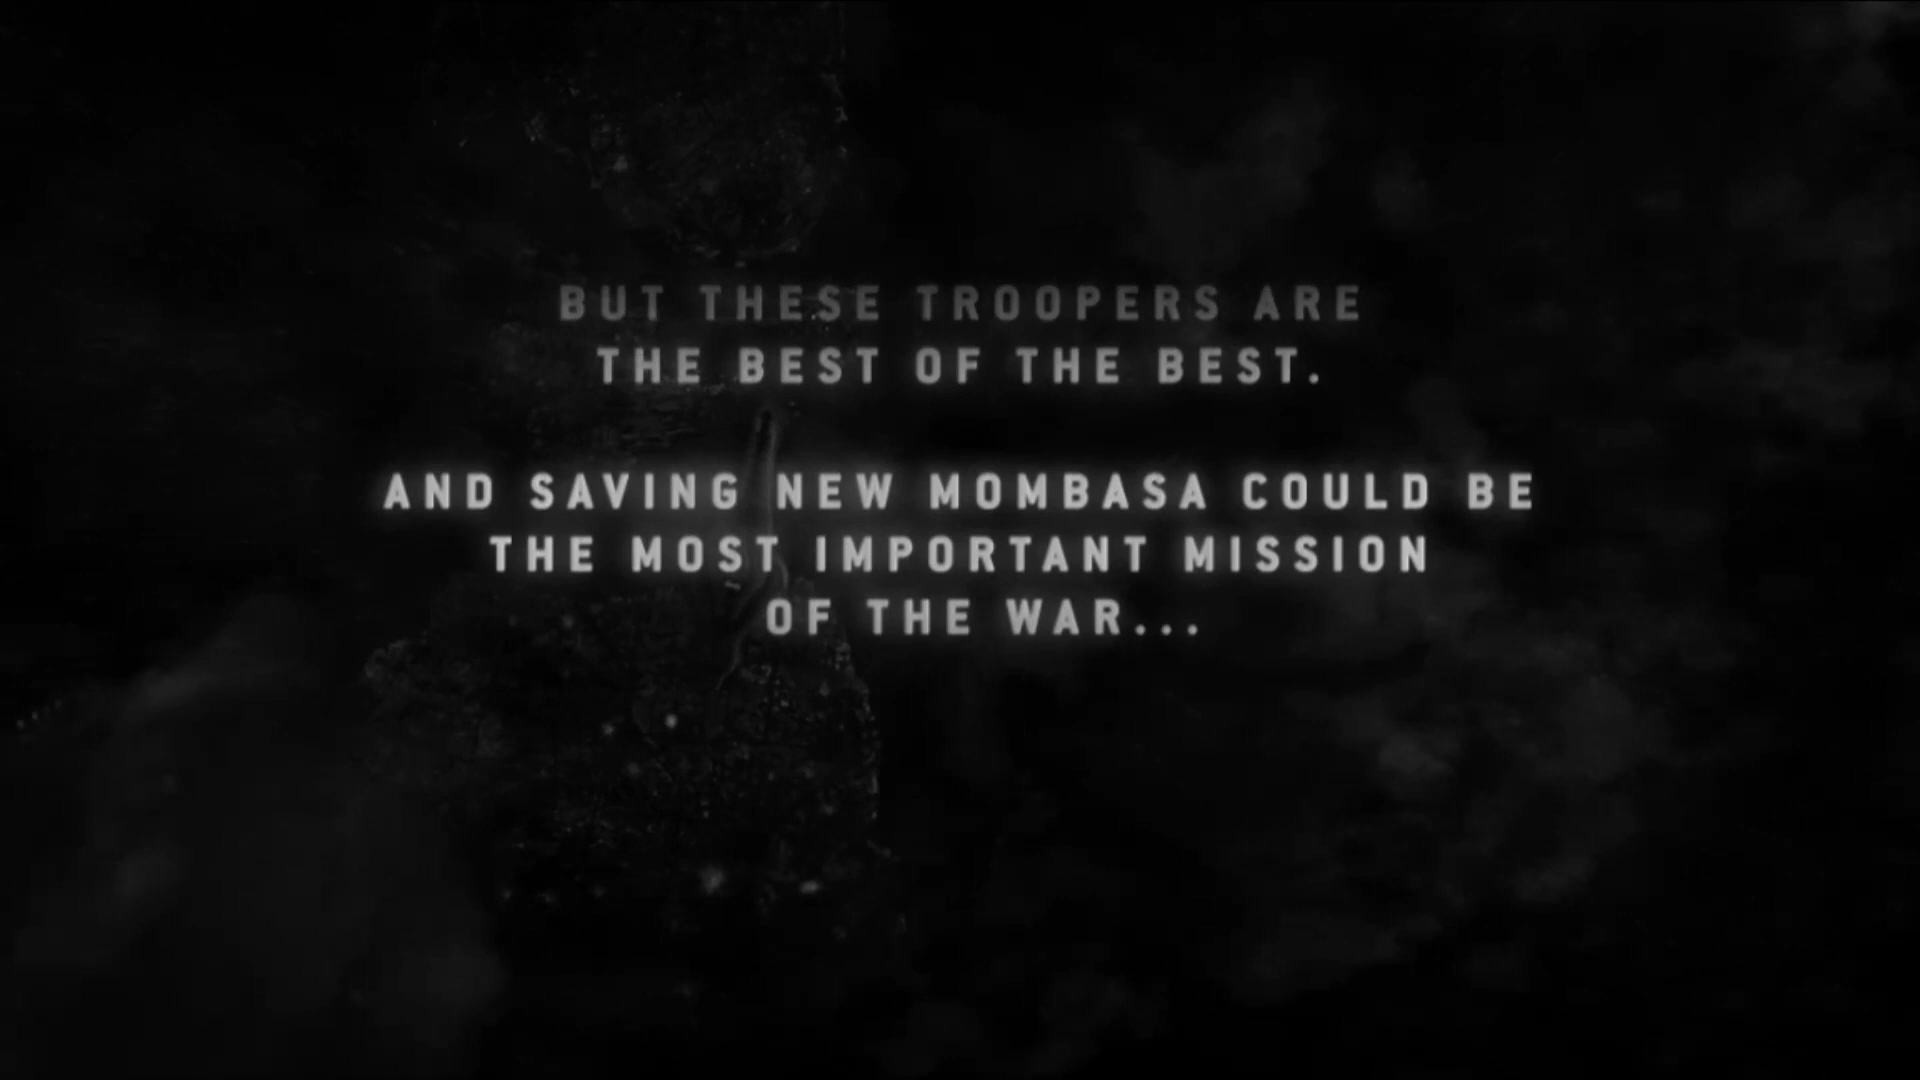 BUT THESE TROOPERS ARE
THE BEST OF THE BEST.
AND SAVING NEW MOMBASA COULD BE
THE MOST IMPORTANT MISSION
OF THE WAR...